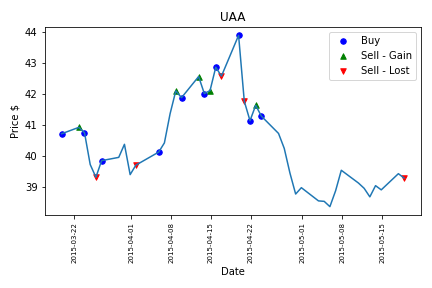 UAA
44
43
42
41
40
39
Price $
Buy
Sell - Gain
Sell - Lost
2015-03-22
2015-04-01
2015-04-08
2015-04-15
2015-04-22
2015-05-01
2015-05-08
2015-05-15
Date